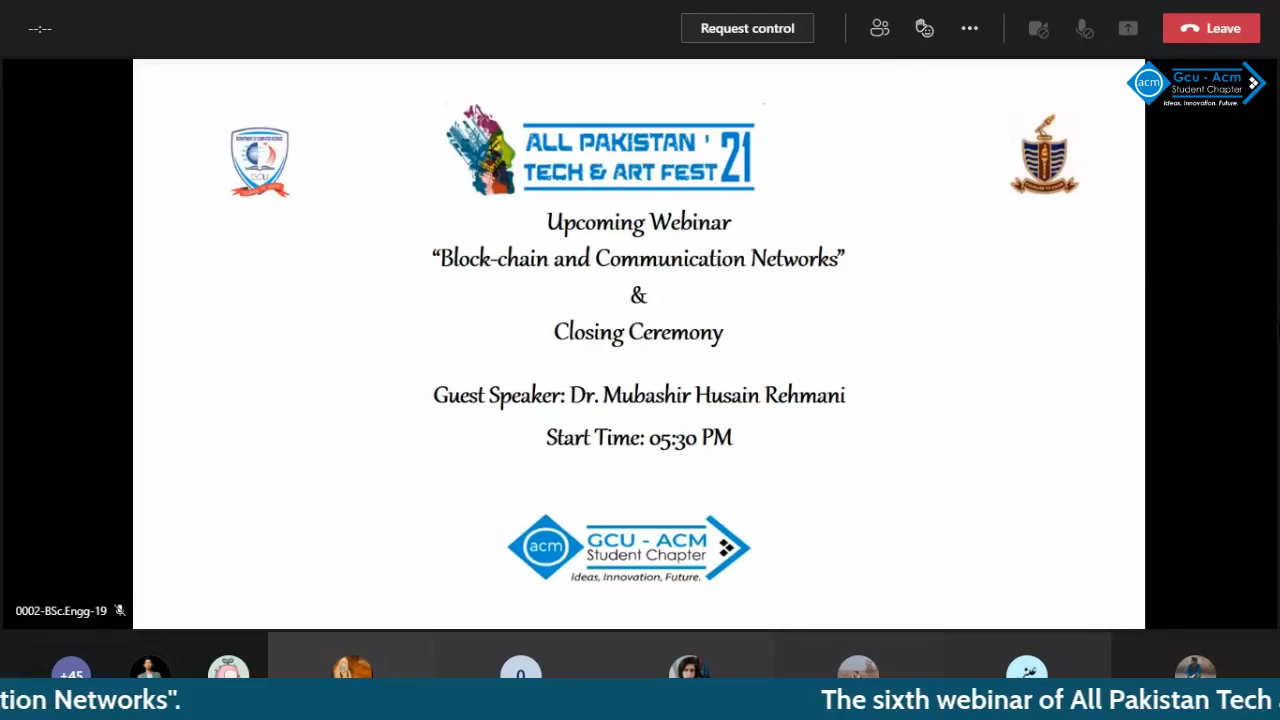 --:--
Request control
Leave
acm
Gcu - Acm
Student Chapter
Ideas. Innovation. Future.
ALL PAKISTAN ' 21
TECH & ART FEST
Upcoming Webinar
“Block-chain and Communication Networks”
&
Closing Ceremony
Guest Speaker: Dr. Mubashir Husain Rehmani
Start Time: 05:30 PM
acm
GCU - ACM
Student Chapter
Ideas, Innovation, Future.
0002-BSc.Engg-19
+45
tion Networks".
The sixth webinar of All Pakistan Tech